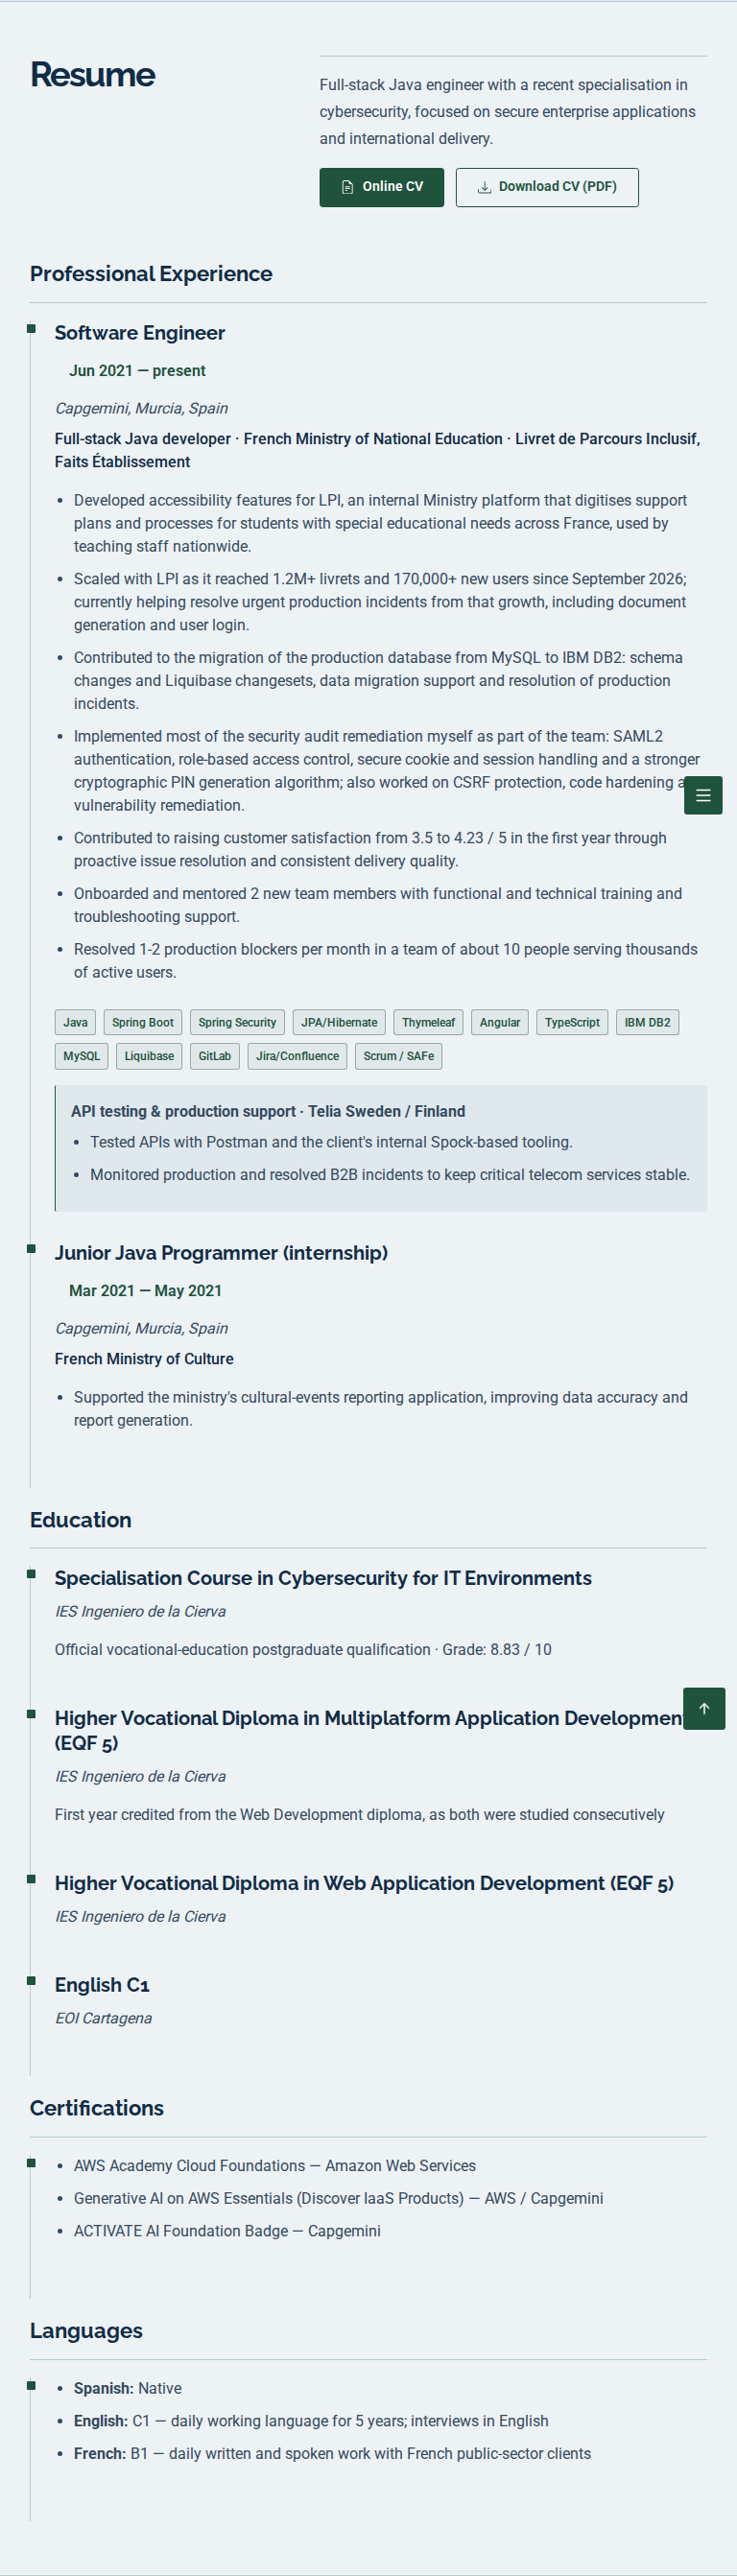 Resume
Full-stack Java engineer with a recent specialisation in
cybersecurity, focused on secure enterprise applications
and international delivery.
Online CV
Download CV (PDF)
Professional Experience
Software Engineer
Jun 2021 — present
Capgemini, Murcia, Spain
Full-stack Java developer · French Ministry of National Education · Livret de Parcours Inclusif,
Faits Établissement
• Developed accessibility features for LPI, an internal Ministry platform that digitises support
plans and processes for students with special educational needs across France, used by
teaching staff nationwide.
• Scaled with LPI as it reached 1.2M+ livrets and 170,000+ new users since September 2026;
currently helping resolve urgent production incidents from that growth, including document
generation and user login.
• Contributed to the migration of the production database from MySQL to IBM DB2: schema
changes and Liquibase changesets, data migration support and resolution of production
incidents.
• Implemented most of the security audit remediation myself as part of the team: SAML2
authentication, role-based access control, secure cookie and session handling and a stronger
cryptographic PIN generation algorithm; also worked on CSRF protection, code hardening
vulnerability remediation.
• Contributed to raising customer satisfaction from 3.5 to 4.23 / 5 in the first year through
proactive issue resolution and consistent delivery quality.
• Onboarded and mentored 2 new team members with functional and technical training and
troubleshooting support.
• Resolved 1-2 production blockers per month in a team of about 10 people serving thousands
of active users.
Java Spring Boot Spring Security JPA/Hibernate Thymeleaf Angular TypeScript IBM DB2
MySQL Liquibase GitLab Jira/Confluence Scrum / SAFe
API testing & production support · Telia Sweden / Finland
• Tested APIs with Postman and the client's internal Spock-based tooling.
• Monitored production and resolved B2B incidents to keep critical telecom services stable.
Junior Java Programmer (internship)
Mar 2021 — May 2021
Capgemini, Murcia, Spain
French Ministry of Culture
• Supported the ministry's cultural-events reporting application, improving data accuracy and
report generation.
Education
Specialisation Course in Cybersecurity for IT Environments
IES Ingeniero de la Cierva
Official vocational-education postgraduate qualification · Grade: 8.83 / 10
Higher Vocational Diploma in Multiplatform Application Development
(EQF 5)
IES Ingeniero de la Cierva
First year credited from the Web Development diploma, as both were studied consecutively
Higher Vocational Diploma in Web Application Development (EQF 5)
IES Ingeniero de la Cierva
English C1
EOI Cartagena
Certifications
• AWS Academy Cloud Foundations — Amazon Web Services
• Generative AI on AWS Essentials (Discover IaaS Products) — AWS / Capgemini
• ACTIVATE AI Foundation Badge — Capgemini
Languages
• Spanish: Native
• English: C1 — daily working language for 5 years; interviews in English
• French: B1 — daily written and spoken work with French public-sector clients